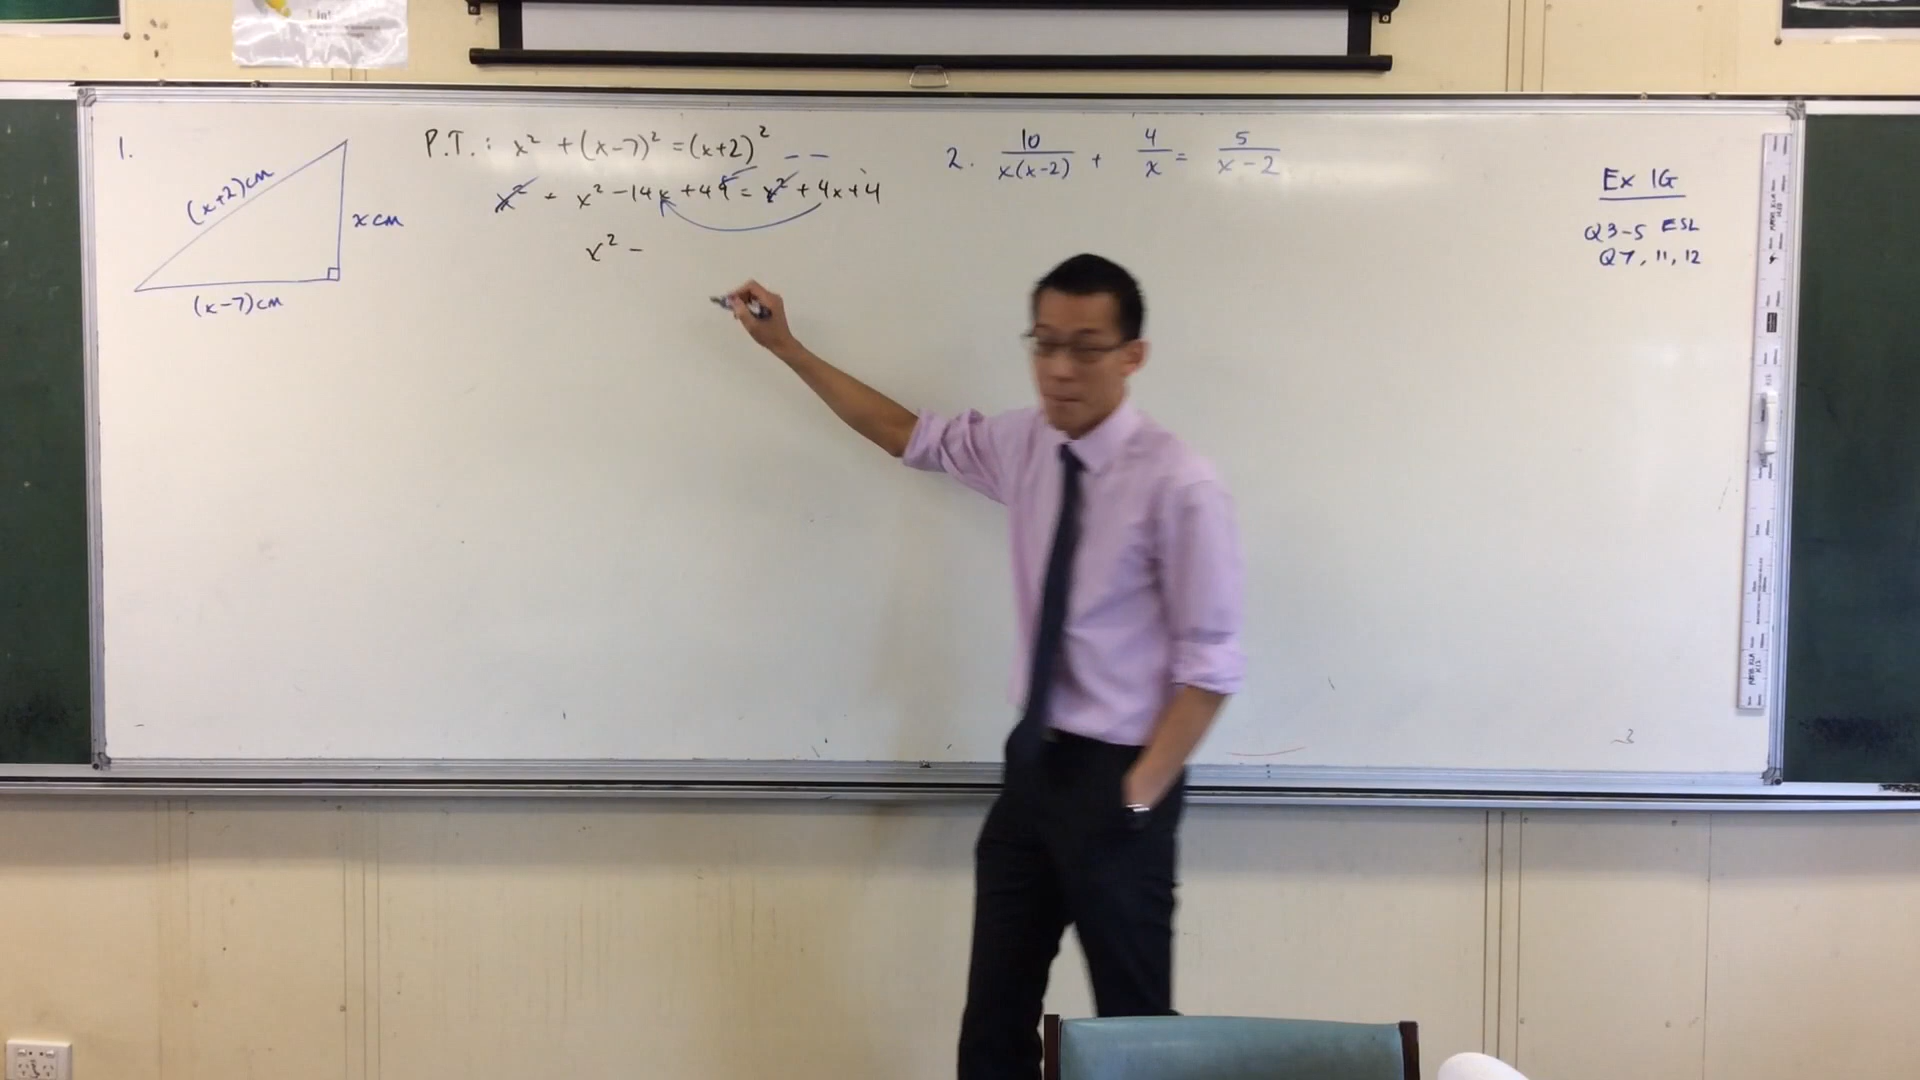 1.
(x+2)cm
x cm
(x-7)cm
P.T. : x² + (x-7)² = (x+2)²
x² + x² - 14x + 49 = x² + 4x + 4
x² -
2. 10/x(x-2) + 4/x = 5/x-2
Ex 1G
Q3-5 ESL
Q7, 11, 12